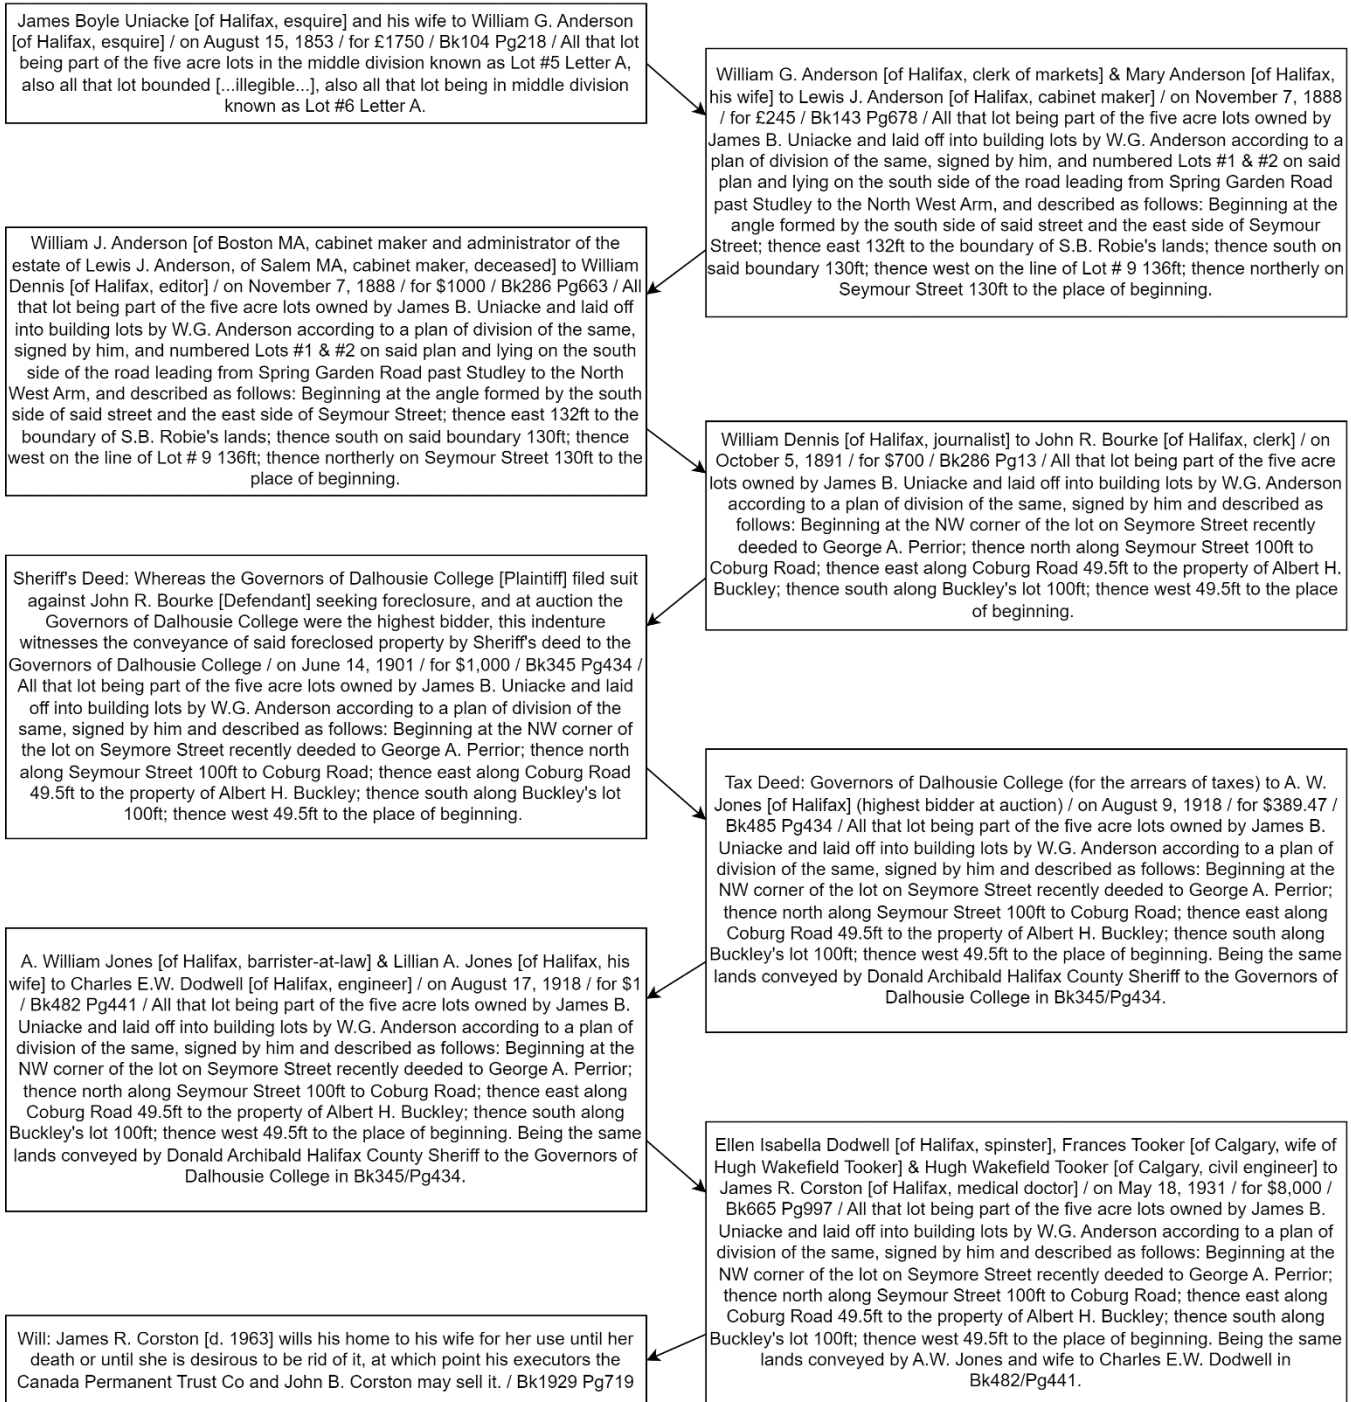 James Boyle Uniacke [of Halifax, esquire] and his wife to William G. Anderson
[of Halifax, esquire] / on August 15, 1853 / for £1750 / Bk104 Pg218 / All that lot
being part of the five acre lots in the middle division known as Lot #5 Letter A,
also all that lot bounded [...illegible...], also all that lot being in middle division
known as Lot #6 Letter A.
William G. Anderson [of Halifax, clerk of markets] & Mary Anderson [of Halifax,
his wife] to Lewis J. Anderson [of Halifax, cabinet maker] / on November 7, 1888
/ for £245 / Bk143 Pg678 / All that lot being part of the five acre lots owned by
James B. Uniacke and laid off into building lots by W.G. Anderson according to a
plan of division of the same, signed by him, and numbered Lots #1 & #2 on said
plan and lying on the south side of the road leading from Spring Garden Road
past Studley to the North West Arm, and described as follows: Beginning at the
angle formed by the south side of said street and the east side of Seymour
Street; thence east 132ft to the boundary of S.B. Robie's lands; thence south on
said boundary 130ft; thence west on the line of Lot # 9 136ft; thence northerly on
Seymour Street 130ft to the place of beginning.
William J. Anderson [of Boston MA, cabinet maker and administrator of the
estate of Lewis J. Anderson, of Salem MA, cabinet maker, deceased] to William
Dennis [of Halifax, editor] / on November 7, 1888 / for $1000 / Bk286 Pg663 / All
that lot being part of the five acre lots owned by James B. Uniacke and laid off
into building lots by W.G. Anderson according to a plan of division of the same,
signed by him, and numbered Lots #1 & #2 on said plan and lying on the south
side of the road leading from Spring Garden Road past Studley to the North
West Arm, and described as follows: Beginning at the angle formed by the south
side of said street and the east side of Seymour Street; thence east 132ft to the
boundary of S.B. Robie's lands; thence south on said boundary 130ft; thence
west on the line of Lot # 9 136ft; thence northerly on Seymour Street 130ft to the
place of beginning.
William Dennis [of Halifax, journalist] to John R. Bourke [of Halifax, clerk] / on
October 5, 1891 / for $700 / Bk286 Pg13 / All that lot being part of the five acre
lots owned by James B. Uniacke and laid off into building lots by W.G. Anderson
according to a plan of division of the same, signed by him and described as
follows: Beginning at the NW corner of the lot on Seymore Street recently
deeded to George A. Perrior; thence north along Seymour Street 100ft to
Coburg Road; thence east along Coburg Road 49.5ft to the property of Albert H.
Buckley; thence south along Buckley's lot 100ft; thence west 49.5ft to the place
of beginning.
Sheriff's Deed: Whereas the Governors of Dalhousie College [Plaintiff] filed suit
against John R. Bourke [Defendant] seeking foreclosure, and at auction the
Governors of Dalhousie College were the highest bidder, this indenture
witnesses the conveyance of said foreclosed property by Sheriff's deed to the
Governors of Dalhousie College / on June 14, 1901 / for $1,000 / Bk345 Pg434 /
All that lot being part of the five acre lots owned by James B. Uniacke and laid
off into building lots by W.G. Anderson according to a plan of division of the
same, signed by him and described as follows: Beginning at the NW corner of
the lot on Seymore Street recently deeded to George A. Perrior; thence north
along Seymour Street 100ft to Coburg Road; thence east along Coburg Road
49.5ft to the property of Albert H. Buckley; thence south along Buckley's lot
100ft; thence west 49.5ft to the place of beginning.
Tax Deed: Governors of Dalhousie College (for the arrears of taxes) to A. W.
Jones [of Halifax] (highest bidder at auction) / on August 9, 1918 / for $389.47 /
Bk485 Pg434 / All that lot being part of the five acre lots owned by James B.
Uniacke and laid off into building lots by W.G. Anderson according to a plan of
division of the same, signed by him and described as follows: Beginning at the
NW corner of the lot on Seymore Street recently deeded to George A. Perrior;
thence north along Seymour Street 100ft to Coburg Road; thence east along
Coburg Road 49.5ft to the property of Albert H. Buckley; thence south along
Buckley's lot 100ft; thence west 49.5ft to the place of beginning. Being the same
lands conveyed by Donald Archibald Halifax County Sheriff to the Governors of
Dalhousie College in Bk345/Pg434.
A. William Jones [of Halifax, barrister-at-law] & Lillian A. Jones [of Halifax, his
wife] to Charles E.W. Dodwell [of Halifax, engineer] / on August 17, 1918 / for $1
/ Bk482 Pg441 / All that lot being part of the five acre lots owned by James B.
Uniacke and laid off into building lots by W.G. Anderson according to a plan of
division of the same, signed by him and described as follows: Beginning at the
NW corner of the lot on Seymore Street recently deeded to George A. Perrior;
thence north along Seymour Street 100ft to Coburg Road; thence east along
Coburg Road 49.5ft to the property of Albert H. Buckley; thence south along
Buckley's lot 100ft; thence west 49.5ft to the place of beginning. Being the same
lands conveyed by Donald Archibald Halifax County Sheriff to the Governors of
Dalhousie College in Bk345/Pg434.
Ellen Isabella Dodwell [of Halifax, spinster], Frances Tooker [of Calgary, wife of
Hugh Wakefield Tooker] & Hugh Wakefield Tooker [of Calgary, civil engineer] to
James R. Corston [of Halifax, medical doctor] / on May 18, 1931 / for $8,000 /
Bk665 Pg997 / All that lot being part of the five acre lots owned by James B.
Uniacke and laid off into building lots by W.G. Anderson according to a plan of
division of the same, signed by him and described as follows: Beginning at the
NW corner of the lot on Seymore Street recently deeded to George A. Perrior;
thence north along Seymour Street 100ft to Coburg Road; thence east along
Coburg Road 49.5ft to the property of Albert H. Buckley; thence south along
Buckley's lot 100ft; thence west 49.5ft to the place of beginning. Being the same
lands conveyed by A.W. Jones and wife to Charles E.W. Dodwell in
Bk482/Pg441.
Will: James R. Corston [d. 1963] wills his home to his wife for her use until her
death or until she is desirous to be rid of it, at which point his executors the
Canada Permanent Trust Co and John B. Corston may sell it. / Bk1929 Pg719